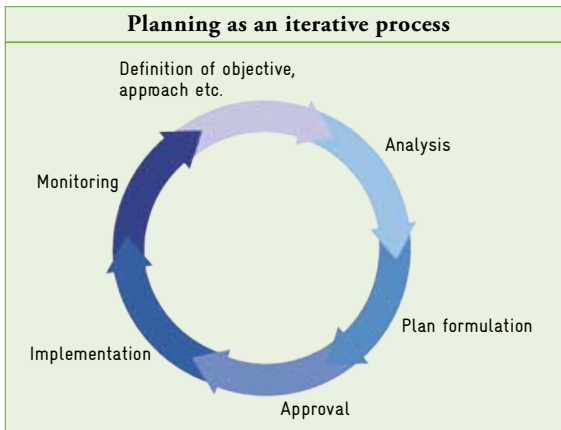 Planning as an iterative process
Definition of objective,
approach etc.
Analysis
Monitoring
Plan formulation
Implementation
Approval